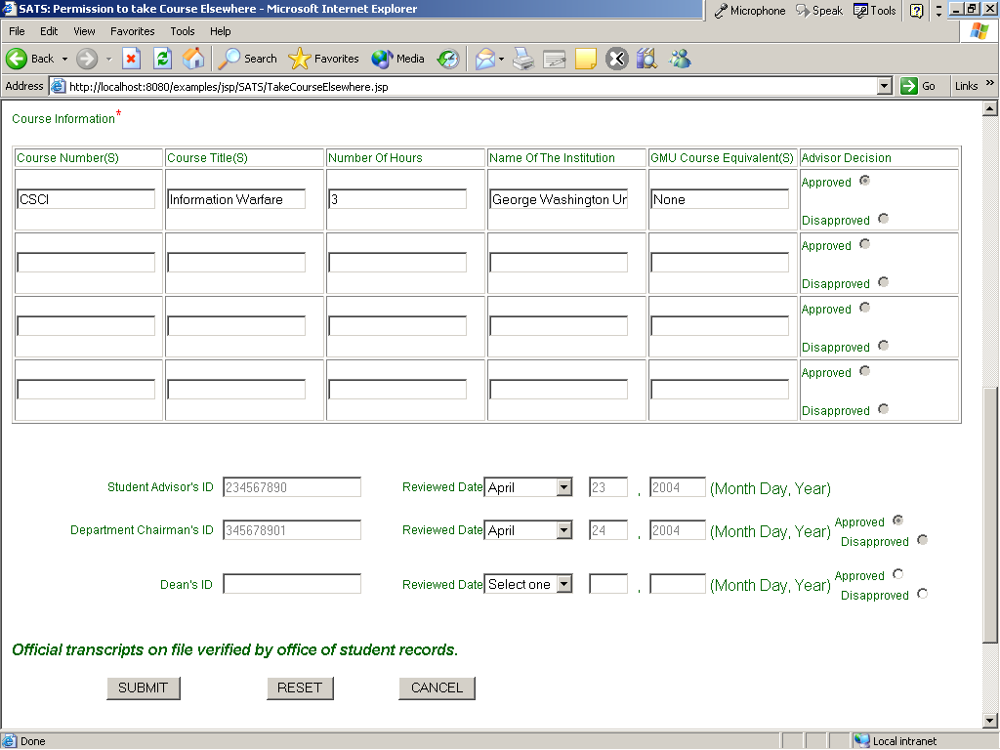 SATS: Permission to take Course Elsewhere - Microsoft Internet Explorer
Microphone Speak Tools
File Edit View Favorites Tools Help
Back Search Favorites Media
Address http://localhost:8080/examples/jsp/SATS/TakeCourseElsewhere.jsp Go Links »
Course Information*
Course Number(S) Course Title(S) Number Of Hours Name Of The Institution GMU Course Equivalent(S) Advisor Decision
Approved
CSCI Information Warfare 3 George Washington Un None
Disapproved
Approved
Disapproved
Approved
Disapproved
Approved
Disapproved
Student Advisor's ID 234567890 Reviewed Date April 23 , 2004 (Month Day, Year)
Department Chairman's ID 345678901 Reviewed Date April 24 , 2004 (Month Day, Year) Approved
Disapproved
Dean's ID Reviewed Date Select one , (Month Day, Year) Approved
Disapproved
Official transcripts on file verified by office of student records.
SUBMIT RESET CANCEL
Done Local intranet